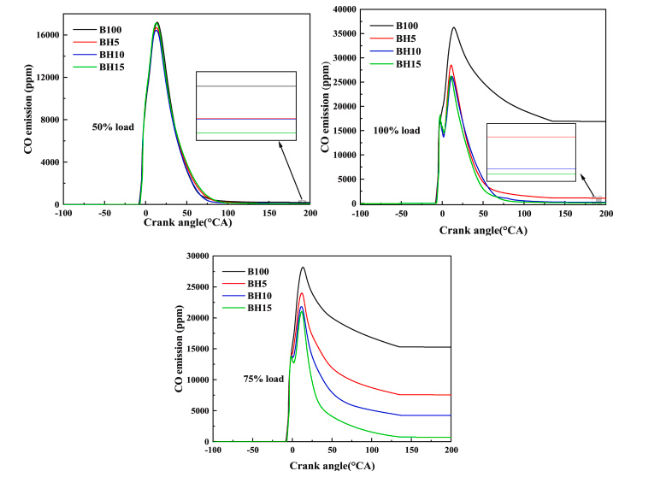 16000
12000
8000
4000
0
CO emission (ppm)
B100
BH5
BH10
BH15
50% load
-100 -50 0 50 100 150 200
Crank angle(°CA)
40000
35000
30000
25000
20000
15000
10000
5000
0
CO emission (ppm)
B100
BH5
BH10
BH15
100% load
-100 -50 0 50 100 150 200
Crank angle(°CA)
30000
25000
20000
15000
10000
5000
0
CO emission (ppm)
B100
BH5
BH10
BH15
75% load
-100 -50 0 50 100 150 200
Crank angle(°CA)